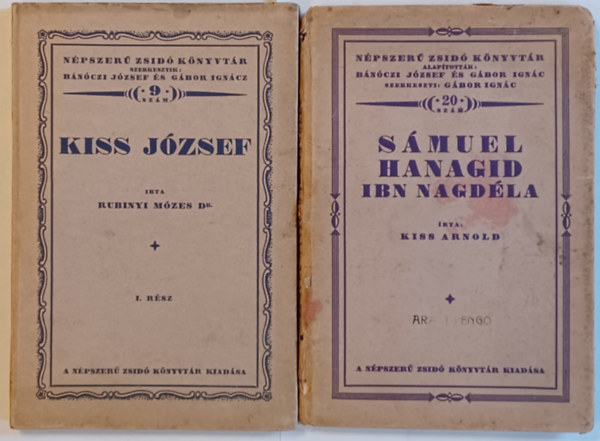 NÉPSZERŰ ZSIDÓ KÖNYVTÁR
SZERKESZTIK:
BÁNÓCZI JÓZSEF ÉS GÁBOR IGNÁCZ
9
SZÁM
KISS JÓZSEF
IRTA
RUBINYI MÓZES DR.
I. RÉSZ
A NÉPSZERŰ ZSIDÓ KÖNYVTÁR KIADÁSA
NÉPSZERŰ ZSIDÓ KÖNYVTÁR
ALAPÍTOTTÁK:
BÁNÓCZI JÓZSEF ÉS GÁBOR IGNÁC
SZERKESZTI: GÁBOR IGNÁC
20
SZÁM
SÁMUEL
HANAGID
IBN NAGDÉLA
ÍRTA:
KISS ARNOLD
A NÉPSZERŰ ZSIDÓ KÖNYVTÁR KIADÁSA